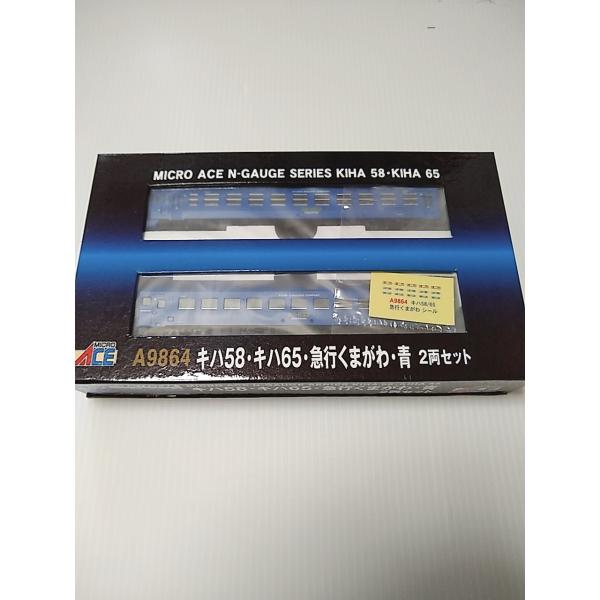 MICRO ACE N-GAUGE SERIES KIHA 58・KIHA 65
A9864 キハ58/65
急行くまがわ シール
MICRO
ACE
A9864 キハ58・キハ65・急行くまがわ・青 2両セット